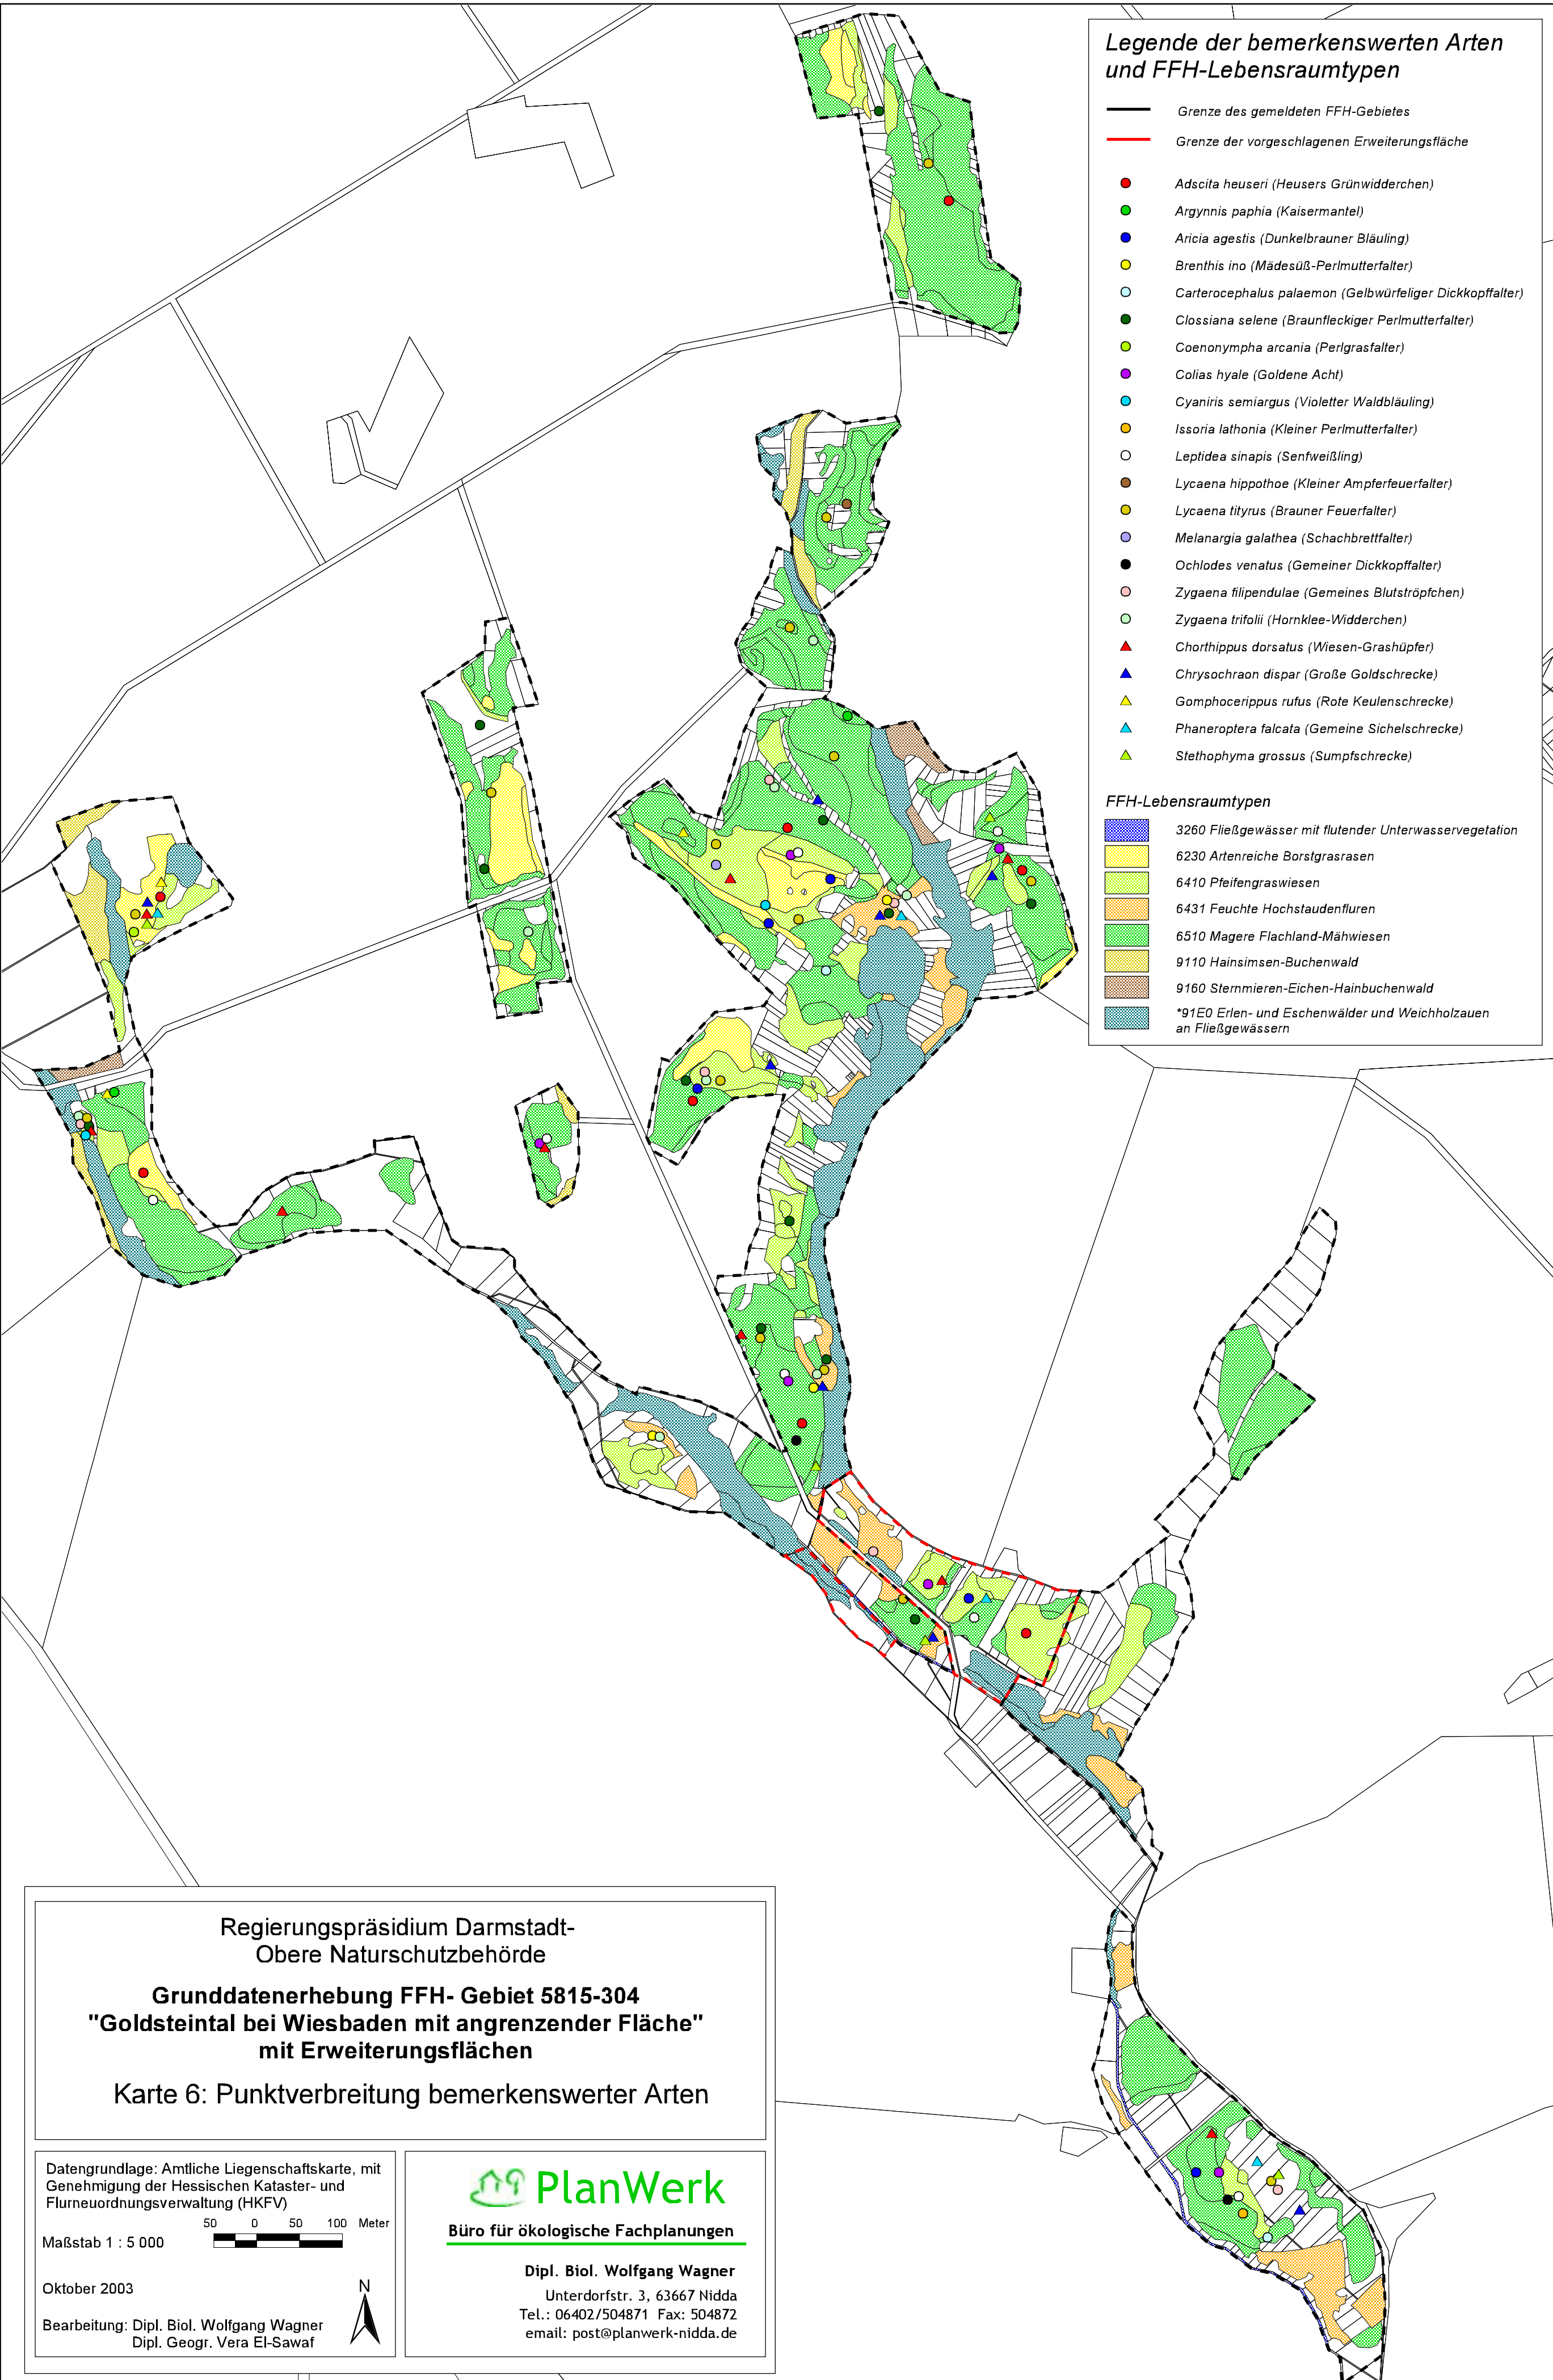 Legende der bemerkenswerten Arten
und FFH-Lebensraumtypen
Grenze des gemeldeten FFH-Gebietes
Grenze der vorgeschlagenen Erweiterungsfläche
Adscita heuseri (Heusers Grünwidderchen)
Argynnis paphia (Kaisermantel)
Aricia agestis (Dunkelbrauner Bläuling)
Brenthis ino (Mädesüß-Perlmutterfalter)
Carterocephalus palaemon (Gelbwürfeliger Dickkopffalter)
Clossiana selene (Braunfleckiger Perlmutterfalter)
Coenonympha arcania (Perlgrasfalter)
Colias hyale (Goldene Acht)
Cyaniris semiargus (Violetter Waldbläuling)
Issoria lathonia (Kleiner Perlmutterfalter)
Leptidea sinapis (Senfweißling)
Lycaena hippothoe (Kleiner Ampferfeuerfalter)
Lycaena tityrus (Brauner Feuerfalter)
Melanargia galathea (Schachbrettfalter)
Ochlodes venatus (Gemeiner Dickkopffalter)
Zygaena filipendulae (Gemeines Blutströpfchen)
Zygaena trifolii (Hornklee-Widderchen)
Chorthippus dorsatus (Wiesen-Grashüpfer)
Chrysochraon dispar (Große Goldschrecke)
Gomphocerippus rufus (Rote Keulenschrecke)
Phaneroptera falcata (Gemeine Sichelschrecke)
Stethophyma grossus (Sumpfschrecke)
FFH-Lebensraumtypen
3260 Fließgewässer mit flutender Unterwasservegetation
6230 Artenreiche Borstgrasrasen
6410 Pfeifengraswiesen
6431 Feuchte Hochstaudenfluren
6510 Magere Flachland-Mähwiesen
9110 Hainsimsen-Buchenwald
9160 Sternmieren-Eichen-Hainbuchenwald
*91E0 Erlen- und Eschenwälder und Weichholzauen
an Fließgewässern
Regierungspräsidium Darmstadt-
Obere Naturschutzbehörde
Grunddatenerhebung FFH- Gebiet 5815-304
"Goldsteintal bei Wiesbaden mit angrenzender Fläche"
mit Erweiterungsflächen
Karte 6: Punktverbreitung bemerkenswerter Arten
Datengrundlage: Amtliche Liegenschaftskarte, mit
Genehmigung der Hessischen Kataster- und
Flurneuordnungsverwaltung (HKFV)
50 0 50 100 Meter
Maßstab 1 : 5 000
Oktober 2003
N
Bearbeitung: Dipl. Biol. Wolfgang Wagner
Dipl. Geogr. Vera El-Sawaf
PlanWerk
Büro für ökologische Fachplanungen
Dipl. Biol. Wolfgang Wagner
Unterdorfstr. 3, 63667 Nidda
Tel.: 06402/504871 Fax: 504872
email: post@planwerk-nidda.de